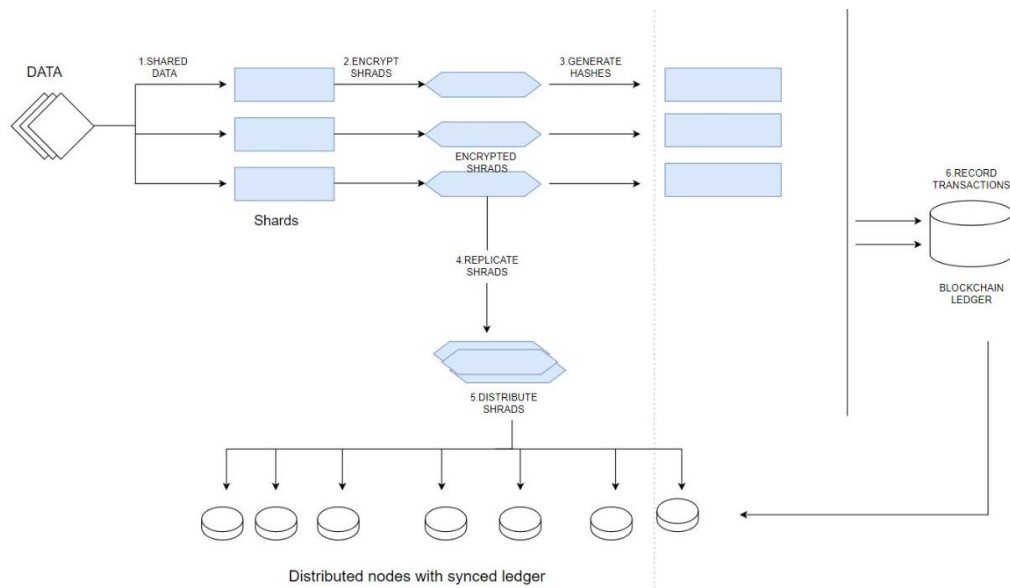 DATA
1.SHARED
DATA
2.ENCRYPT
SHRADS
3.GENERATE
HASHES
ENCRYPTED
SHRADS
Shards
6.RECORD
TRANSACTIONS
4.REPLICATE
SHRADS
BLOCKCHAIN
LEDGER
5.DISTRIBUTE
SHRADS
Distributed nodes with synced ledger